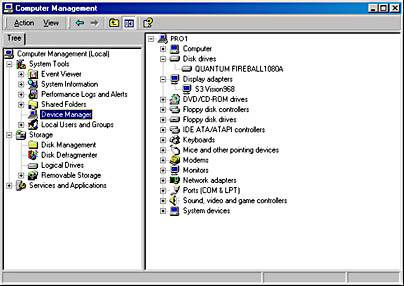 Computer Management
Action View
Tree
Computer Management (Local)
System Tools
Event Viewer
System Information
Performance Logs and Alerts
Shared Folders
Device Manager
Local Users and Groups
Storage
Disk Management
Disk Defragmenter
Logical Drives
Removable Storage
Services and Applications
PRO1
Computer
Disk drives
QUANTUM FIREBALL1080A
Display adapters
S3 Vision968
DVD/CD-ROM drives
Floppy disk controllers
Floppy disk drives
IDE ATA/ATAPI controllers
Keyboards
Mice and other pointing devices
Modems
Monitors
Network adapters
Ports (COM & LPT)
Sound, video and game controllers
System devices